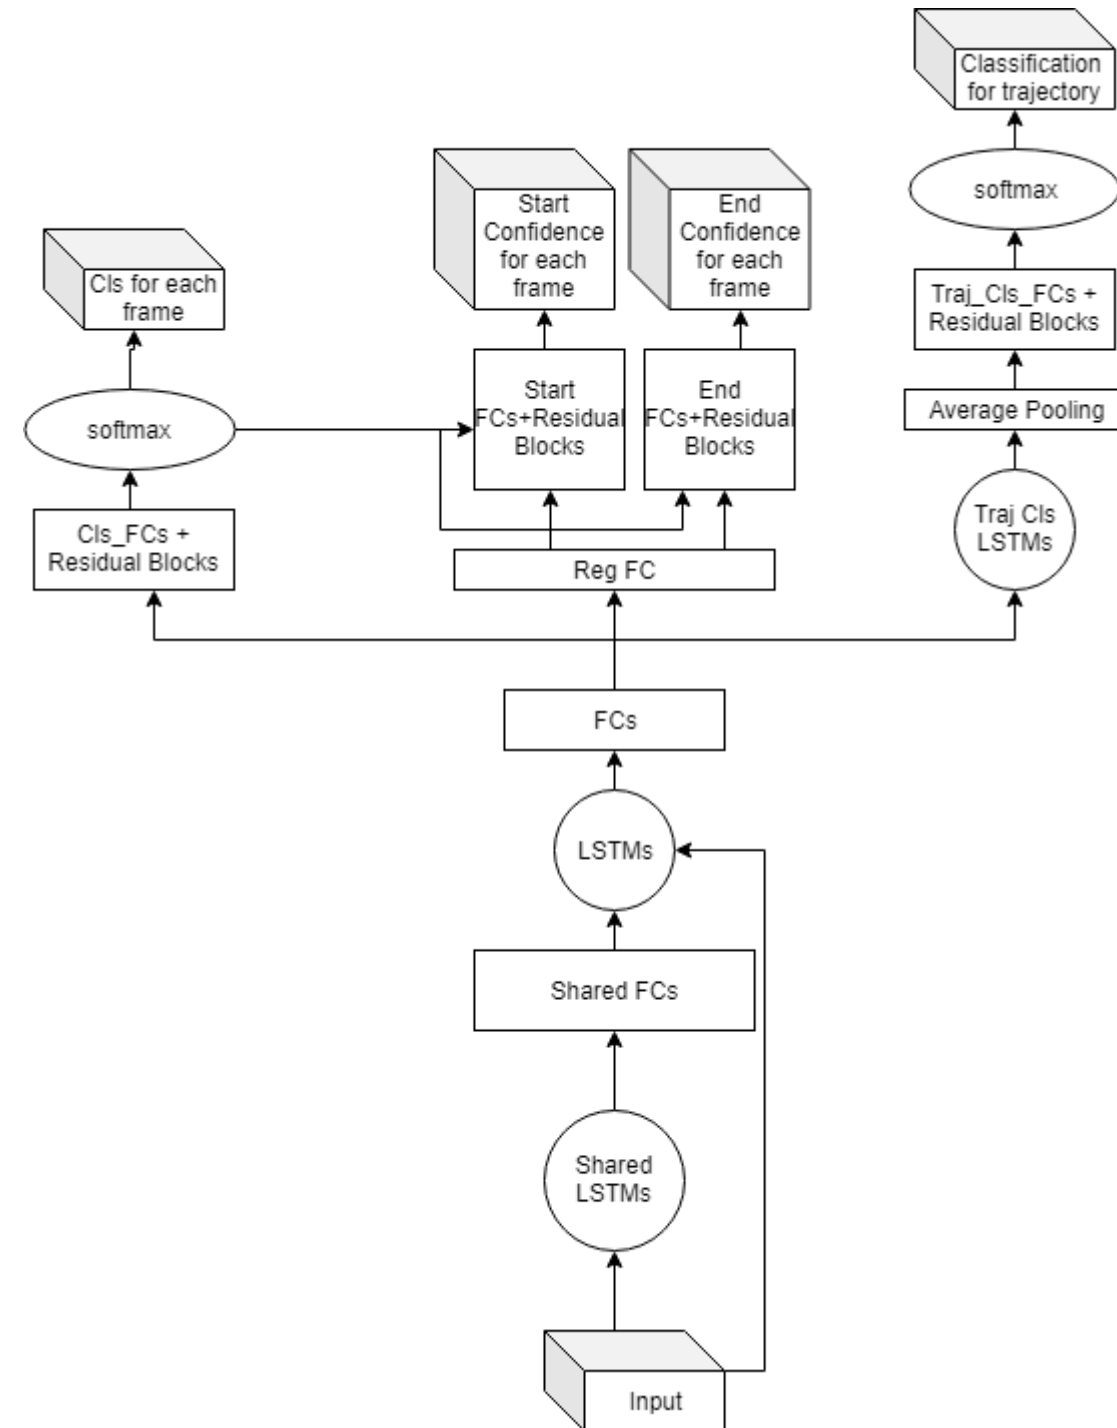 Classification
for trajectory
softmax
Traj_Cls_FCs +
Residual Blocks
Average Pooling
Traj Cls
LSTMs
Start
Confidence
for each
frame
End
Confidence
for each
frame
Cls for each
frame
softmax
Cls_FCs +
Residual Blocks
Start
FCs+Residual
Blocks
End
FCs+Residual
Blocks
Reg FC
FCs
LSTMs
Shared FCs
Shared
LSTMs
Input